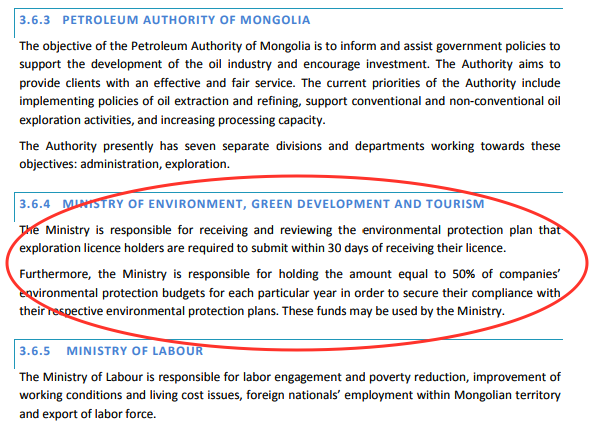 3.6.3 PETROLEUM AUTHORITY OF MONGOLIA
The objective of the Petroleum Authority of Mongolia is to inform and assist government policies to
support the development of the oil industry and encourage investment. The Authority aims to
provide clients with an effective and fair service. The current priorities of the Authority include
implementing policies of oil extraction and refining, support conventional and non-conventional oil
exploration activities, and increasing processing capacity.
The Authority presently has seven separate divisions and departments working towards these
objectives: administration, exploration.
3.6.4 MINISTRY OF ENVIRONMENT, GREEN DEVELOPMENT AND TOURISM
The Ministry is responsible for receiving and reviewing the environmental protection plan that
exploration licence holders are required to submit within 30 days of receiving their licence.
Furthermore, the Ministry is responsible for holding the amount equal to 50% of companies’
environmental protection budgets for each particular year in order to secure their compliance with
their respective environmental protection plans. These funds may be used by the Ministry.
3.6.5 MINISTRY OF LABOUR
The Ministry of Labour is responsible for labor engagement and poverty reduction, improvement of
working conditions and living cost issues, foreign nationals’ employment within Mongolian territory
and export of labor force.